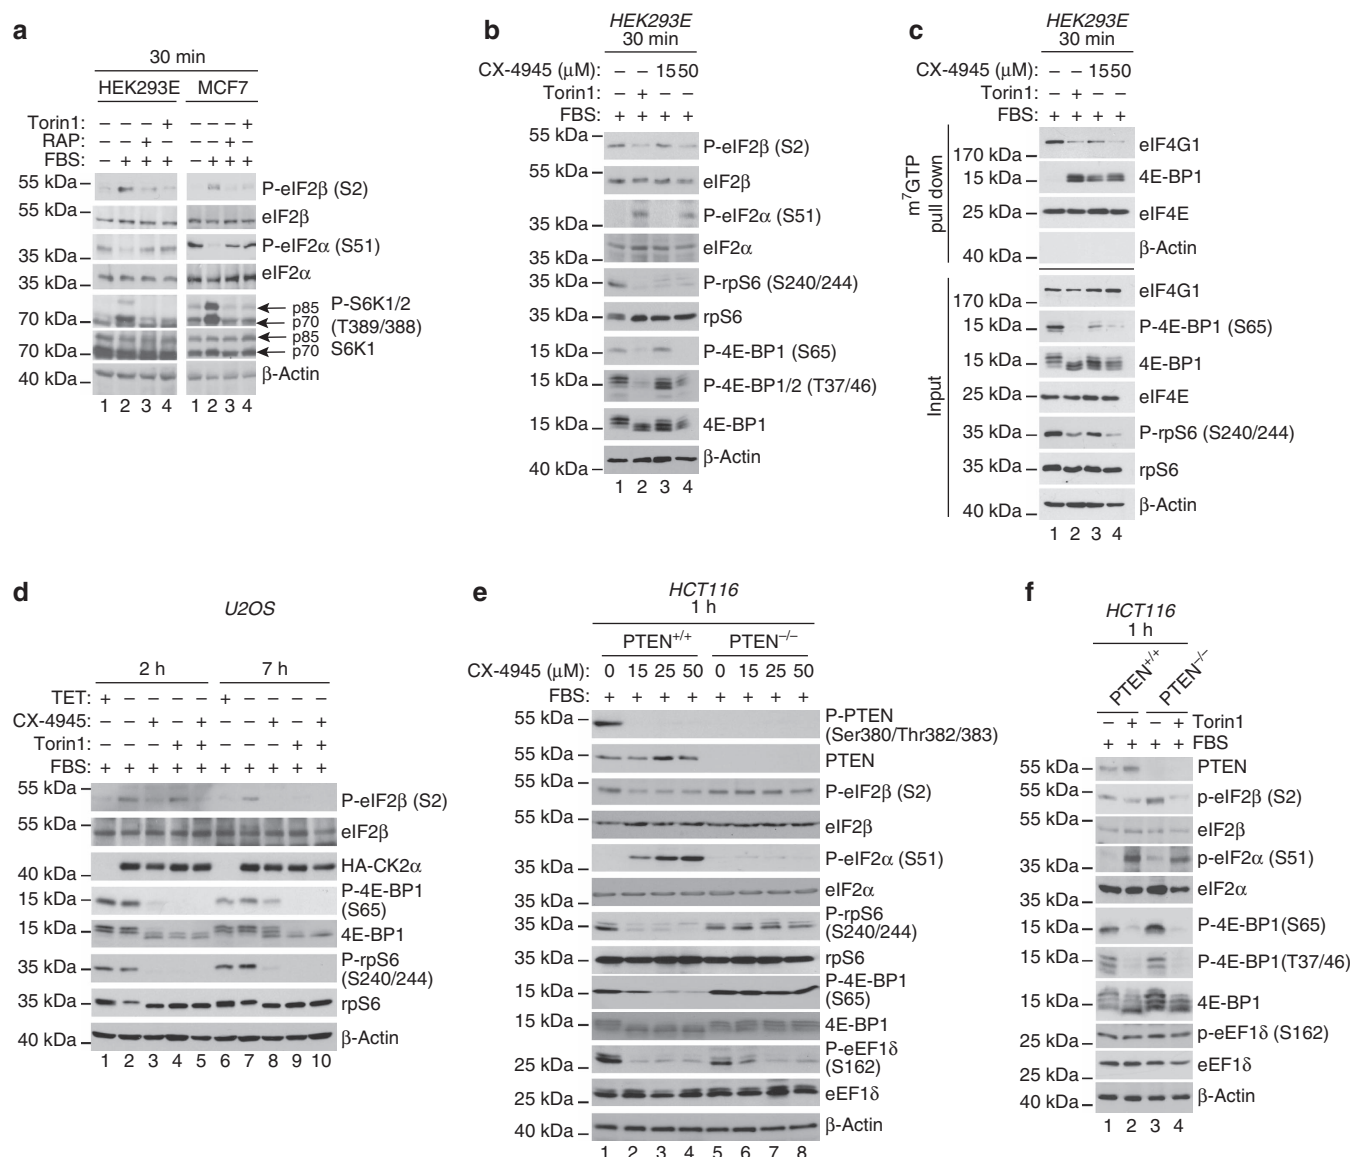 a
30 min
HEK293E MCF7
Torin1: – – – + – – – +
RAP: – – + – – – + –
FBS: – + + + – + + +
55 kDa P-eIF2β (S2)
55 kDa eIF2β
35 kDa P-eIF2α (S51)
35 kDa eIF2α
p85 P-S6K1/2
70 kDa p70 (T389/388)
p85
70 kDa p70 S6K1
40 kDa β-Actin
1 2 3 4 1 2 3 4
b
HEK293E
30 min
CX-4945 (μM): – – 15 50
Torin1: – + – –
FBS: + + + +
55 kDa P-eIF2β (S2)
55 kDa eIF2β
35 kDa P-eIF2α (S51)
35 kDa eIF2α
35 kDa P-rpS6 (S240/244)
35 kDa rpS6
15 kDa P-4E-BP1 (S65)
15 kDa P-4E-BP1/2 (T37/46)
15 kDa 4E-BP1
40 kDa β-Actin
1 2 3 4
c
HEK293E
30 min
CX-4945 (μM): – – 15 50
Torin1: – + – –
FBS: + + + +
m7GTP
pull down
170 kDa eIF4G1
15 kDa 4E-BP1
25 kDa eIF4E
40 kDa β-Actin
Input
170 kDa eIF4G1
15 kDa P-4E-BP1 (S65)
15 kDa 4E-BP1
25 kDa eIF4E
35 kDa P-rpS6 (S240/244)
35 kDa rpS6
40 kDa β-Actin
1 2 3 4
d
U2OS
2 h 7 h
TET: + – – – – + – – – –
CX-4945: – – + – + – – + – +
Torin1: – – – + + – – – + +
FBS: + + + + + + + + + +
55 kDa P-eIF2β (S2)
55 kDa eIF2β
40 kDa HA-CK2α
15 kDa P-4E-BP1
(S65)
15 kDa 4E-BP1
35 kDa P-rpS6
(S240/244)
35 kDa rpS6
40 kDa β-Actin
1 2 3 4 5 6 7 8 9 10
e
HCT116
1 h
PTEN+/+ PTEN–/–
CX-4945 (μM): 0 15 25 50 0 15 25 50
FBS: + + + + + + + +
55 kDa P-PTEN
(Ser380/Thr382/383)
55 kDa PTEN
55 kDa P-eIF2β (S2)
55 kDa eIF2β
35 kDa P-eIF2α (S51)
35 kDa eIF2α
35 kDa P-rpS6
(S240/244)
35 kDa rpS6
15 kDa P-4E-BP1
(S65)
15 kDa 4E-BP1
25 kDa P-eEF1δ
(S162)
25 kDa eEF1δ
40 kDa β-Actin
1 2 3 4 5 6 7 8
f
HCT116
1 h
PTEN+/+ PTEN–/–
– + – + Torin1
+ + + + FBS
55 kDa PTEN
55 kDa p-eIF2β (S2)
55 kDa eIF2β
35 kDa p-eIF2α (S51)
35 kDa eIF2α
15 kDa P-4E-BP1(S65)
15 kDa P-4E-BP1(T37/46)
15 kDa 4E-BP1
25 kDa p-eEF1δ (S162)
25 kDa eEF1δ
40 kDa β-Actin
1 2 3 4